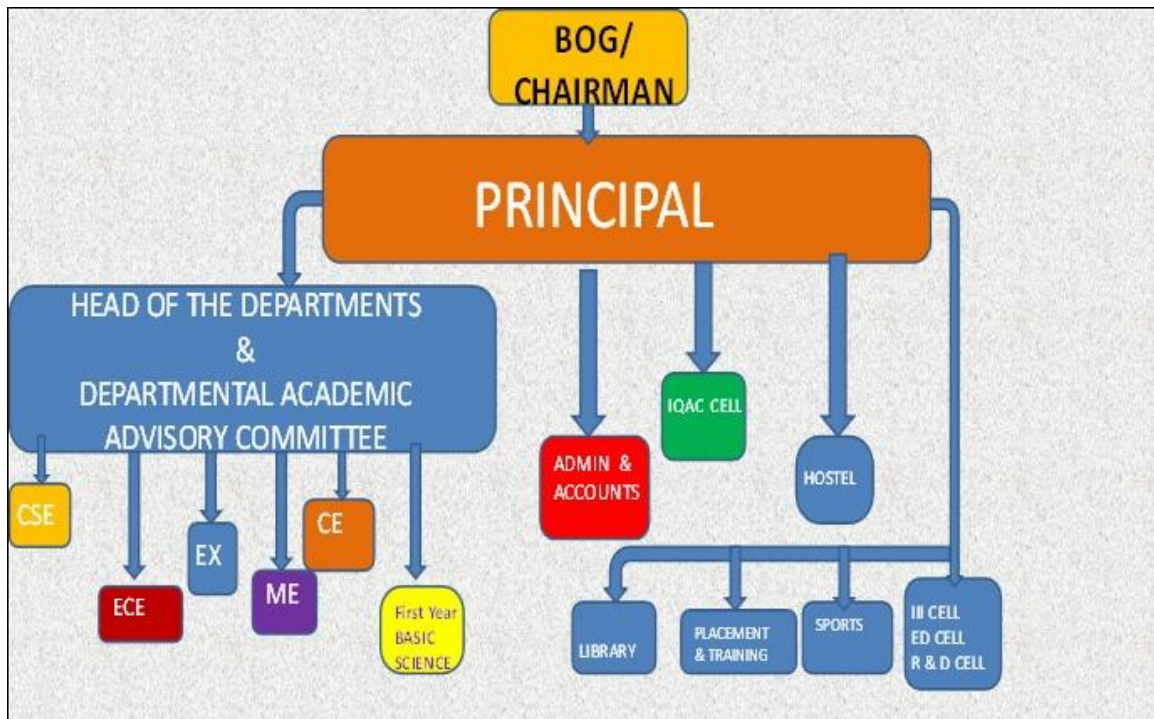 BOG/
CHAIRMAN
PRINCIPAL
HEAD OF THE DEPARTMENTS
&
DEPARTMENTAL ACADEMIC
ADVISORY COMMITTEE
IQAC CELL
ADMIN &
ACCOUNTS
HOSTEL
CSE
ECE
EX
ME
CE
First Year
BASIC
SCIENCE
LIBRARY
PLACEMENT
& TRAINING
SPORTS
III CELL
ED CELL
R & D CELL